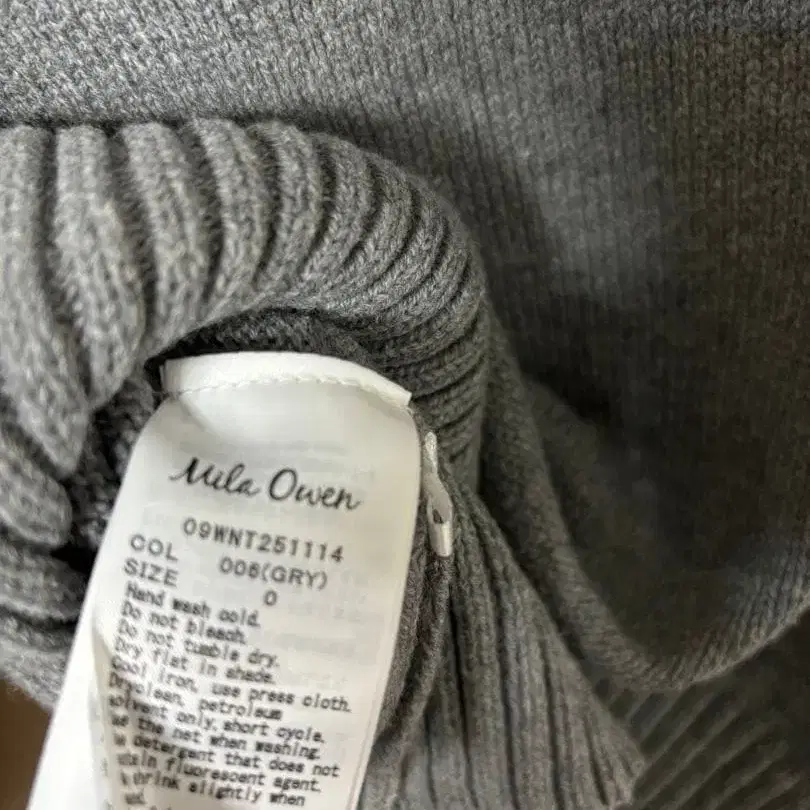 Mila Owen
09WNT251114
COL 006(GRY)
SIZE 0
Hand wash cold.
Do not bleach.
Do not tumble dry.
Dry flat in shade.
Cool iron, use press cloth.
Dryclean, petroleum
solvent only, short cycle.
the net when washing.
detergent that does not
fluorescent agent.
shrink slightly when